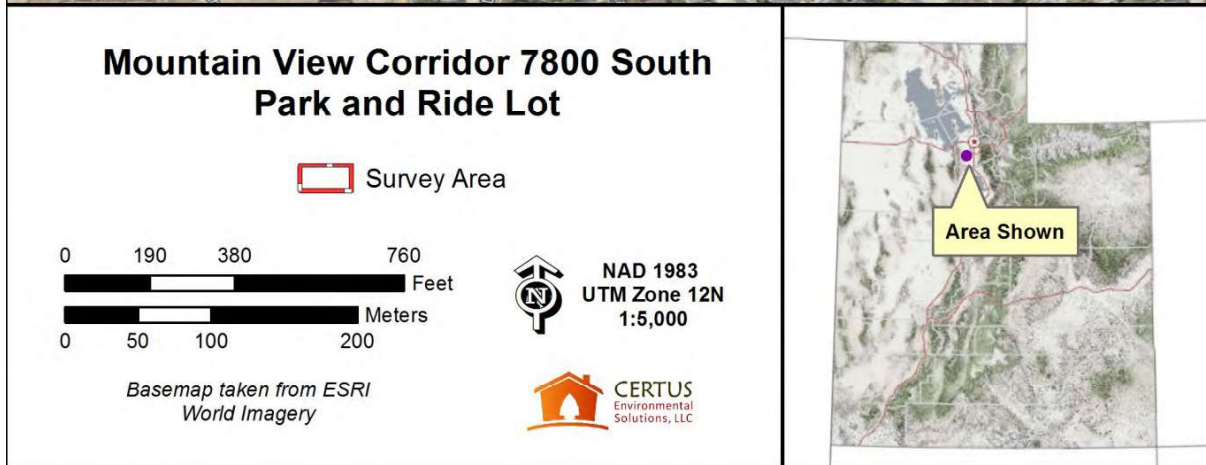 Mountain View Corridor 7800 South
Park and Ride Lot
Survey Area
0 190 380 760
Feet
Meters
0 50 100 200
Basemap taken from ESRI
World Imagery
N
NAD 1983
UTM Zone 12N
1:5,000
CERTUS
Environmental
Solutions, LLC
Area Shown